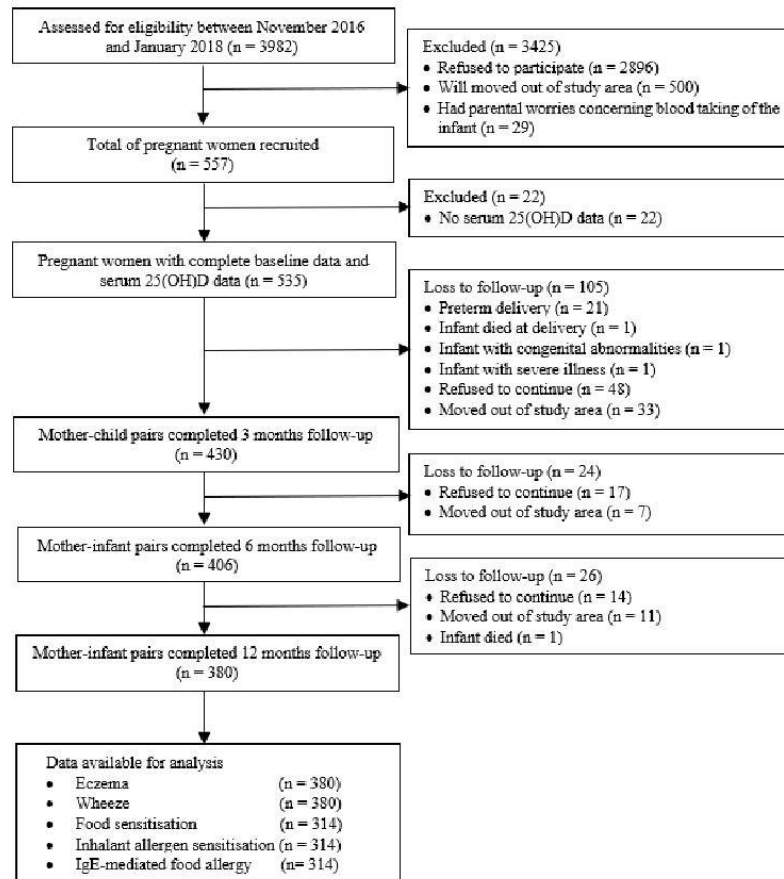 Assessed for eligibility between November 2016
and January 2018 (n = 3982)
Excluded (n = 3425)
• Refused to participate (n = 2896)
• Will moved out of study area (n = 500)
• Had parental worries concerning blood taking of the
infant (n = 29)
Total of pregnant women recruited
(n = 557)
Excluded (n = 22)
• No serum 25(OH)D data (n = 22)
Pregnant women with complete baseline data and
serum 25(OH)D data (n = 535)
Loss to follow-up (n = 105)
• Preterm delivery (n = 21)
• Infant died at delivery (n = 1)
• Infant with congenital abnormalities (n = 1)
• Infant with severe illness (n = 1)
• Refused to continue (n = 48)
• Moved out of study area (n = 33)
Mother-child pairs completed 3 months follow-up
(n = 430)
Loss to follow-up (n = 24)
• Refused to continue (n = 17)
• Moved out of study area (n = 7)
Mother-infant pairs completed 6 months follow-up
(n = 406)
Loss to follow-up (n = 26)
• Refused to continue (n = 14)
• Moved out of study area (n = 11)
• Infant died (n = 1)
Mother-infant pairs completed 12 months follow-up
(n = 380)
Data available for analysis
• Eczema (n = 380)
• Wheeze (n = 380)
• Food sensitisation (n = 314)
• Inhalant allergen sensitisation (n = 314)
• IgE-mediated food allergy (n= 314)